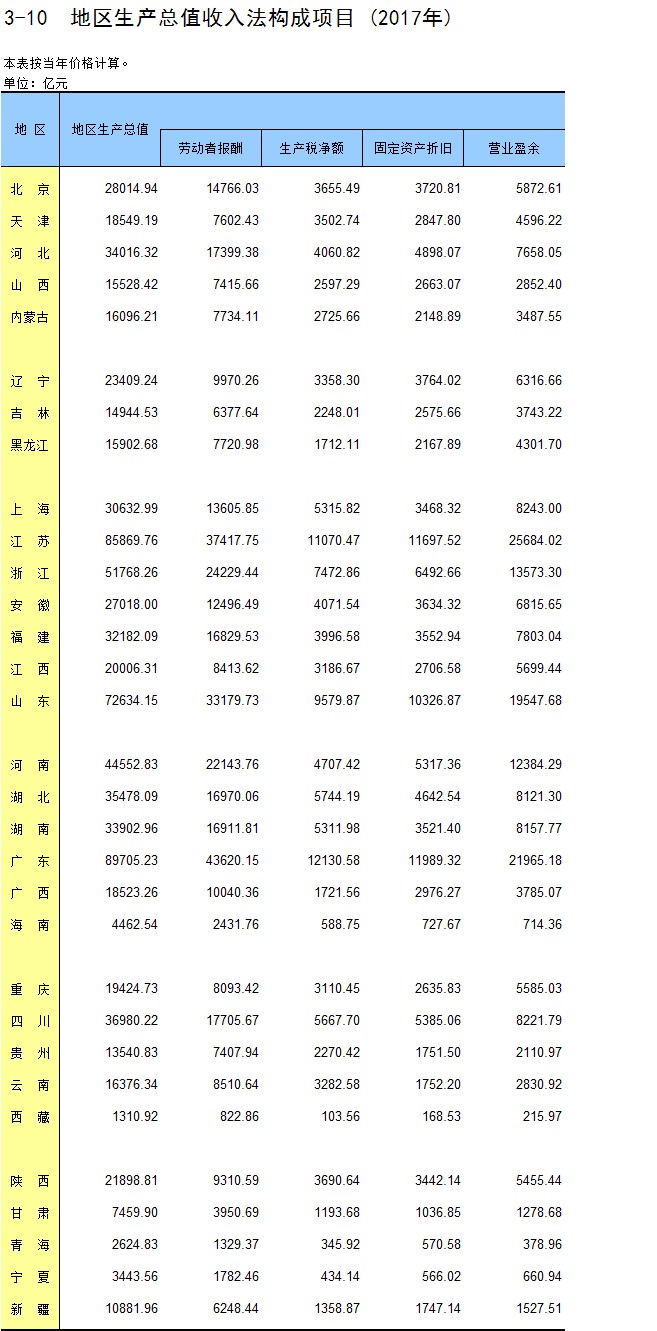 3-10 地区生产总值收入法构成项目 (2017年)
本表按当年价格计算。
单位: 亿元
地 区 地区生产总值 劳动者报酬 生产税净额 固定资产折旧 营业盈余
北 京 28014.94 14766.03 3655.49 3720.81 5872.61
天 津 18549.19 7602.43 3502.74 2847.80 4596.22
河 北 34016.32 17399.38 4060.82 4898.07 7658.05
山 西 15528.42 7415.66 2597.29 2663.07 2852.40
内蒙古 16096.21 7734.11 2725.66 2148.89 3487.55
辽 宁 23409.24 9970.26 3358.30 3764.02 6316.66
吉 林 14944.53 6377.64 2248.01 2575.66 3743.22
黑龙江 15902.68 7720.98 1712.11 2167.89 4301.70
上 海 30632.99 13605.85 5315.82 3468.32 8243.00
江 苏 85869.76 37417.75 11070.47 11697.52 25684.02
浙 江 51768.26 24229.44 7472.86 6492.66 13573.30
安 徽 27018.00 12496.49 4071.54 3634.32 6815.65
福 建 32182.09 16829.53 3996.58 3552.94 7803.04
江 西 20006.31 8413.62 3186.67 2706.58 5699.44
山 东 72634.15 33179.73 9579.87 10326.87 19547.68
河 南 44552.83 22143.76 4707.42 5317.36 12384.29
湖 北 35478.09 16970.06 5744.19 4642.54 8121.30
湖 南 33902.96 16911.81 5311.98 3521.40 8157.77
广 东 89705.23 43620.15 12130.58 11989.32 21965.18
广 西 18523.26 10040.36 1721.56 2976.27 3785.07
海 南 4462.54 2431.76 588.75 727.67 714.36
重 庆 19424.73 8093.42 3110.45 2635.83 5585.03
四 川 36980.22 17705.67 5667.70 5385.06 8221.79
贵 州 13540.83 7407.94 2270.42 1751.50 2110.97
云 南 16376.34 8510.64 3282.58 1752.20 2830.92
西 藏 1310.92 822.86 103.56 168.53 215.97
陕 西 21898.81 9310.59 3690.64 3442.14 5455.44
甘 肃 7459.90 3950.69 1193.68 1036.85 1278.68
青 海 2624.83 1329.37 345.92 570.58 378.96
宁 夏 3443.56 1782.46 434.14 566.02 660.94
新 疆 10881.96 6248.44 1358.87 1747.14 1527.51